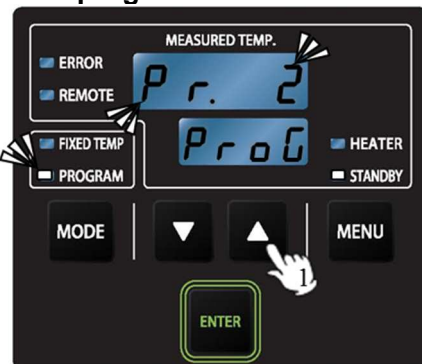 MEASURED TEMP.
ERROR
REMOTE
Pr. 2
FIXED TEMP
PROGRAM
ProG
HEATER
STANDBY
MODE
MENU
1
ENTER